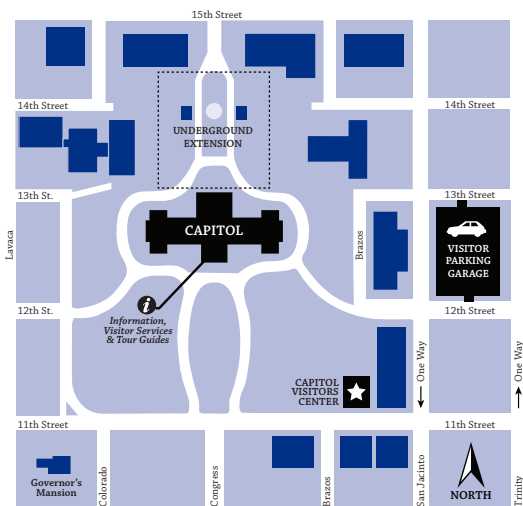 15th Street
14th Street
14th Street
UNDERGROUND
EXTENSION
13th St.
13th Street
Lavaca
CAPITOL
Brazos
VISITOR
PARKING
GARAGE
i
Information,
Visitor Services
& Tour Guides
12th St.
12th Street
One Way
One Way
CAPITOL
VISITORS
CENTER
11th Street
11th Street
Governor's
Mansion
Colorado
Congress
Brazos
San Jacinto
NORTH
Trinity